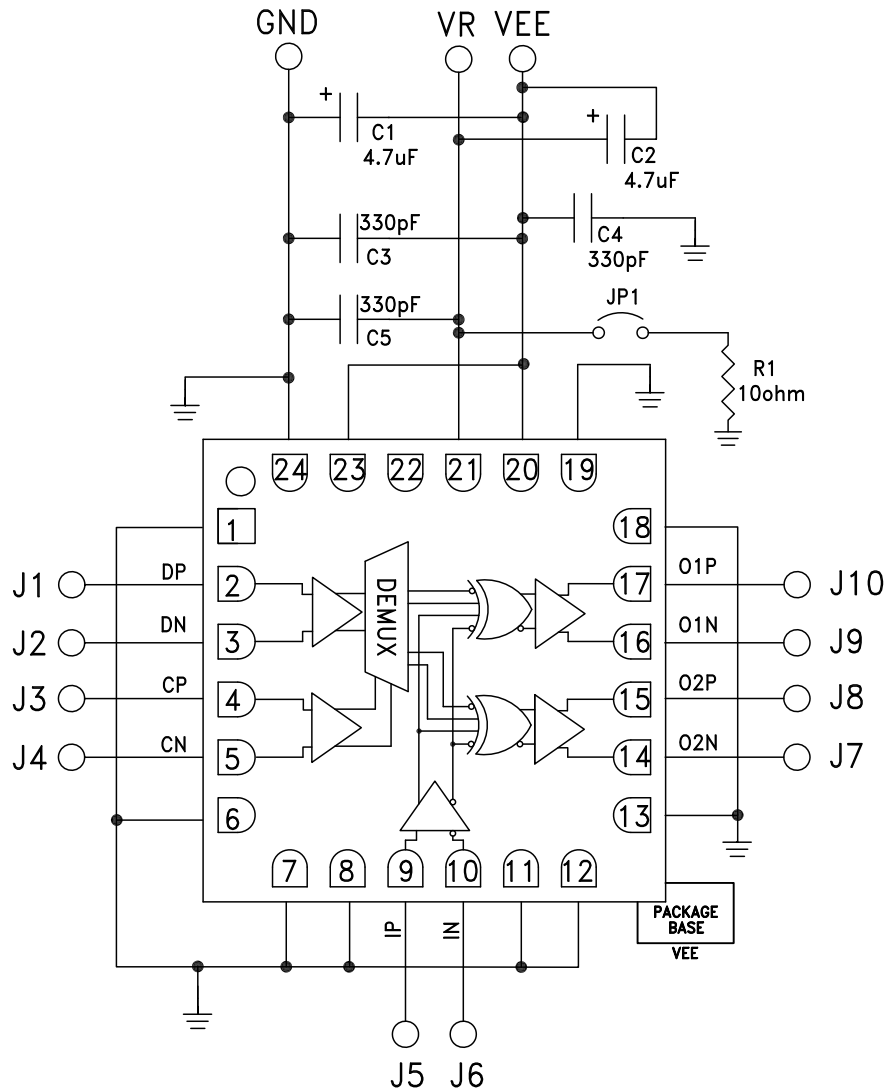 GND VR VEE
+
C1
4.7uF
+
C2
4.7uF
330pF
C3
C4
330pF
330pF
C5
JP1
R1
10ohm
24 23 22 21 20 19
1 18
J1 DP 2 17 O1P J10
J2 DN 3 DEMUX 16 O1N J9
J3 CP 4 15 O2P J8
J4 CN 5 14 O2N J7
6 13
7 8 9 10 11 12
IP IN
PACKAGE
BASE
VEE
J5 J6